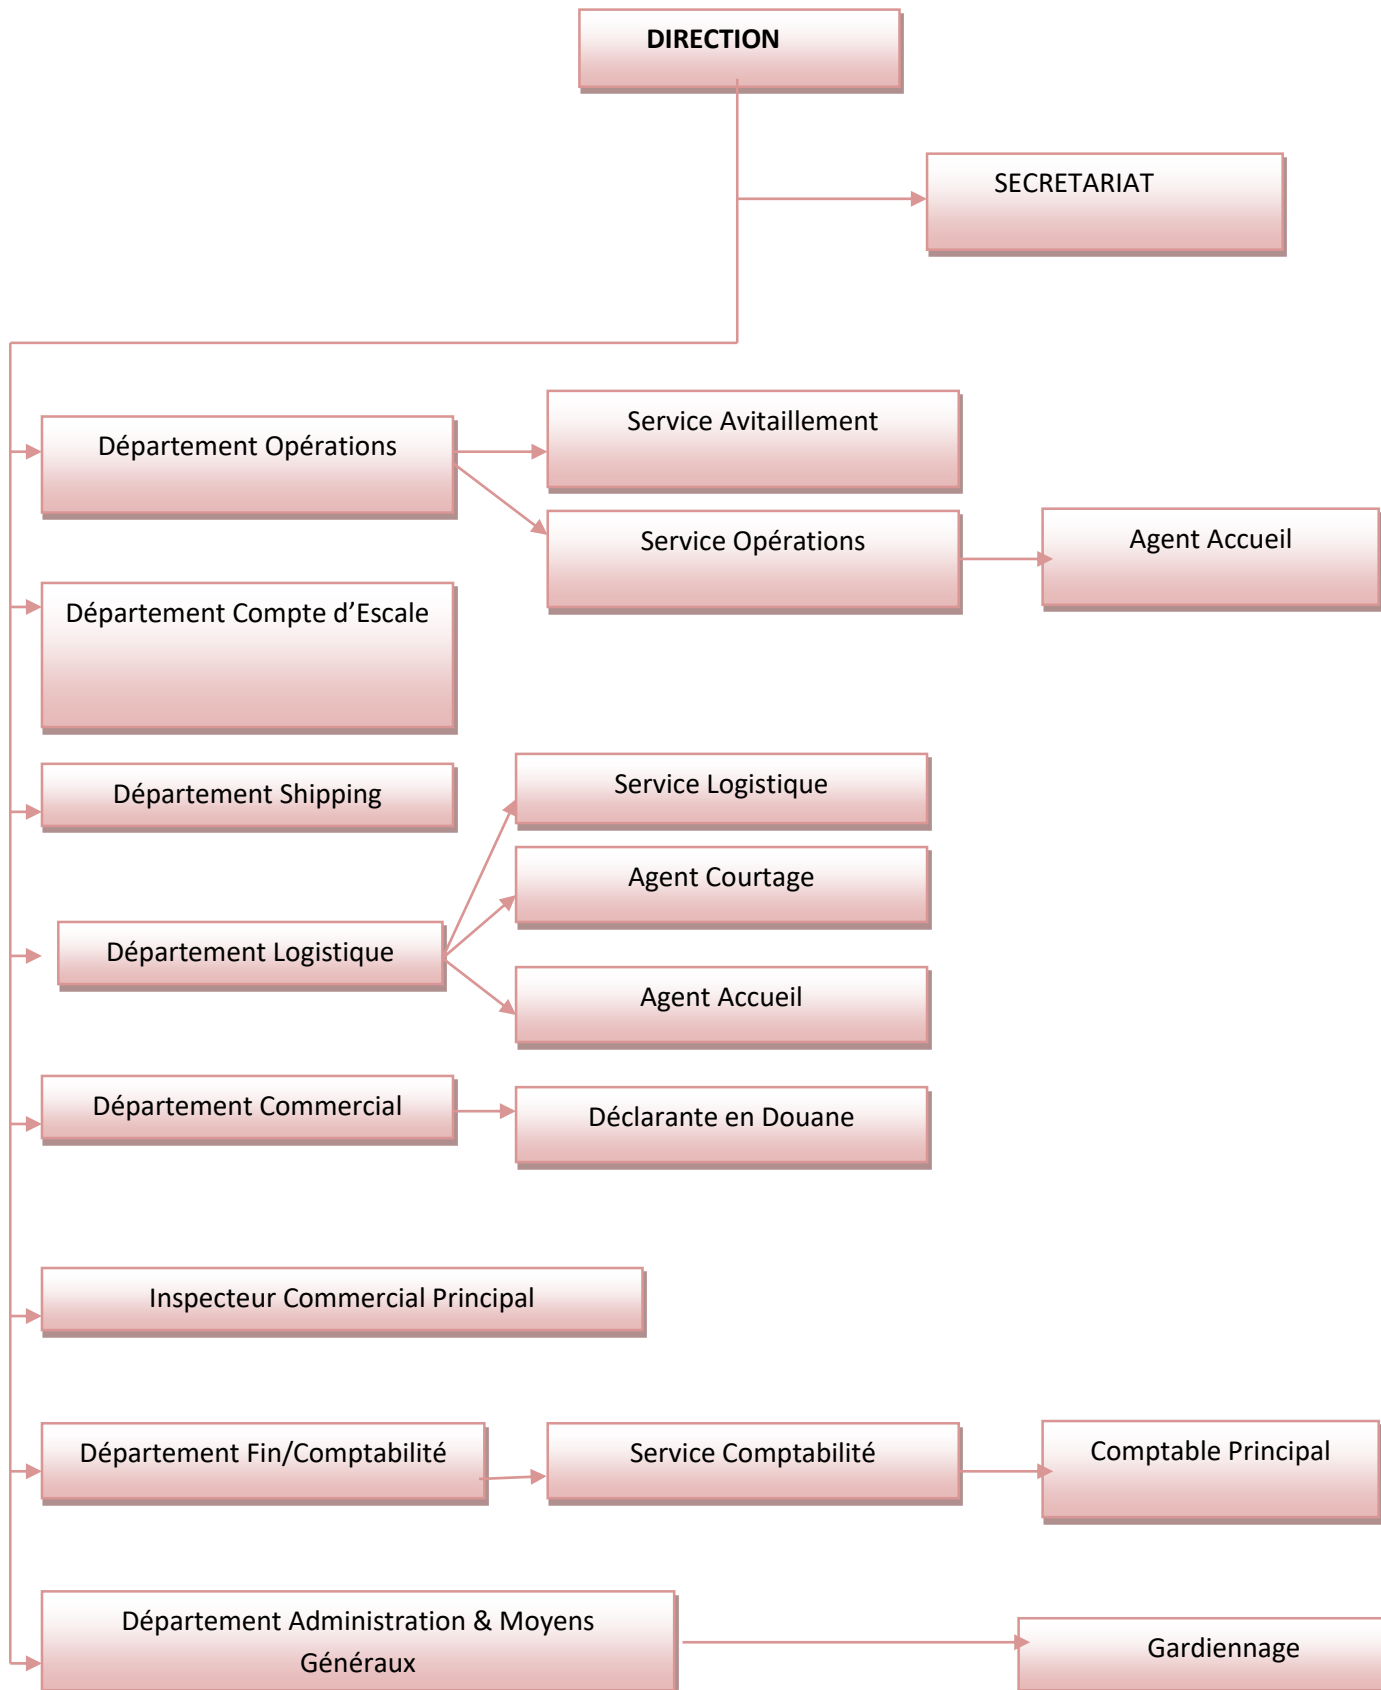 DIRECTION
SECRETARIAT
Département Opérations
Service Avitaillement
Service Opérations
Agent Accueil
Département Compte d’Escale
Département Shipping
Service Logistique
Agent Courtage
Département Logistique
Agent Accueil
Département Commercial
Déclarante en Douane
Inspecteur Commercial Principal
Département Fin/Comptabilité
Service Comptabilité
Comptable Principal
Département Administration & Moyens
Généraux
Gardiennage